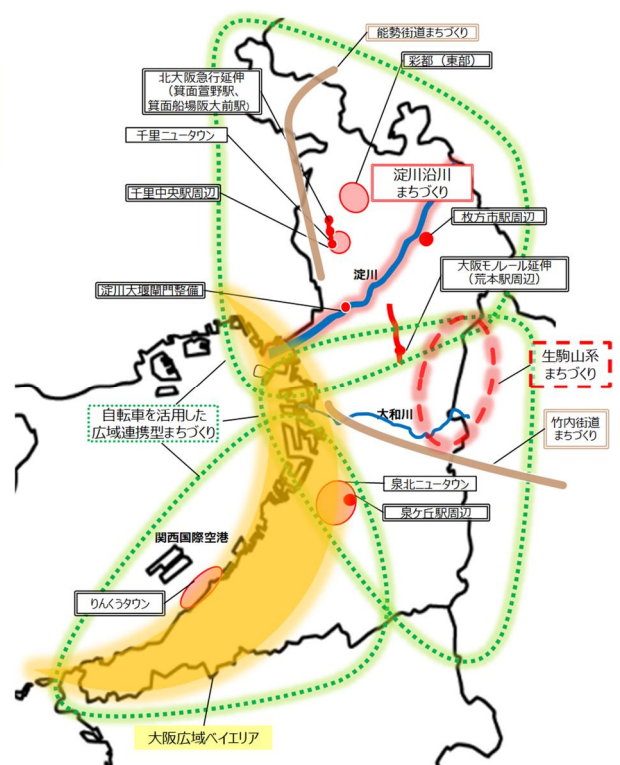 能勢街道まちづくり
彩都（東部）
北大阪急行延伸
（箕面萱野駅、
箕面船場阪大前駅）
千里ニュータウン
千里中央駅周辺
淀川沿川
まちづくり
枚方市駅周辺
淀川
大阪モノレール延伸
（荒本駅周辺）
淀川大堰閘門整備
生駒山系
まちづくり
自転車を活用した
広域連携型まちづくり
大和川
竹内街道
まちづくり
泉北ニュータウン
泉ケ丘駅周辺
関西国際空港
りんくうタウン
大阪広域ベイエリア